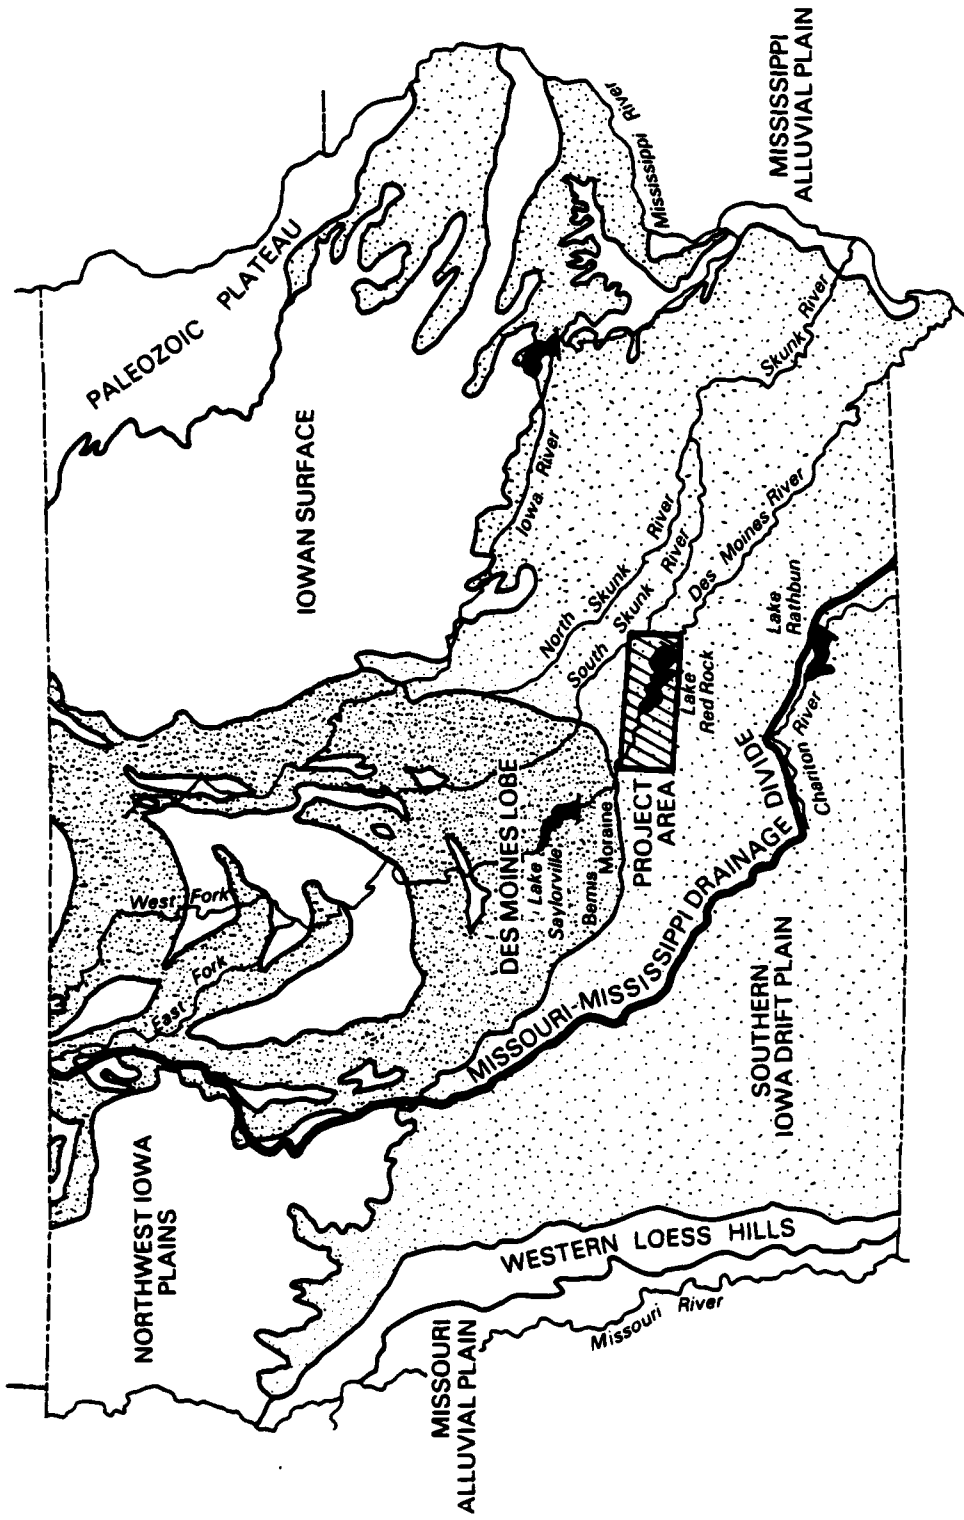 PALEOZOIC PLATEAU
NORTHWEST IOWA
PLAINS
IOWAN SURFACE
West Fork
East Fork
MISSOURI
ALLUVIAL PLAIN
DES MOINES LOBE
Lake
Saylorville
Bemis
Moraine
Iowa River
Mississippi River
MISSISSIPPI
ALLUVIAL PLAIN
North Skunk River
South Skunk River
Skunk River
Des Moines River
Lake
Red Rock
PROJECT
AREA
MISSOURI-MISSISSIPPI DRAINAGE DIVIDE
WESTERN LOESS HILLS
Missouri River
SOUTHERN
IOWA DRIFT PLAIN
Lake
Rathbun
Chariton River